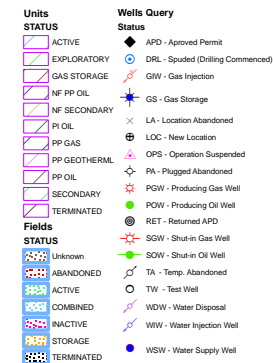 Units
STATUS
ACTIVE
EXPLORATORY
GAS STORAGE
NF PP OIL
NF SECONDARY
PI OIL
PP GAS
PP GEOTHERML
PP OIL
SECONDARY
TERMINATED
Fields
STATUS
Unknown
ABANDONED
ACTIVE
COMBINED
INACTIVE
STORAGE
TERMINATED
Wells Query
Status
APD - Aproved Permit
DRL - Spuded (Drilling Commenced)
GIW - Gas Injection
GS - Gas Storage
LA - Location Abandoned
LOC - New Location
OPS - Operation Suspended
PA - Plugged Abandoned
PGW - Producing Gas Well
POW - Producing Oil Well
RET - Returned APD
SGW - Shut-in Gas Well
SOW - Shut-in Oil Well
TA - Temp. Abandoned
TW - Test Well
WDW - Water Disposal
WIW - Water Injection Well
WSW - Water Supply Well